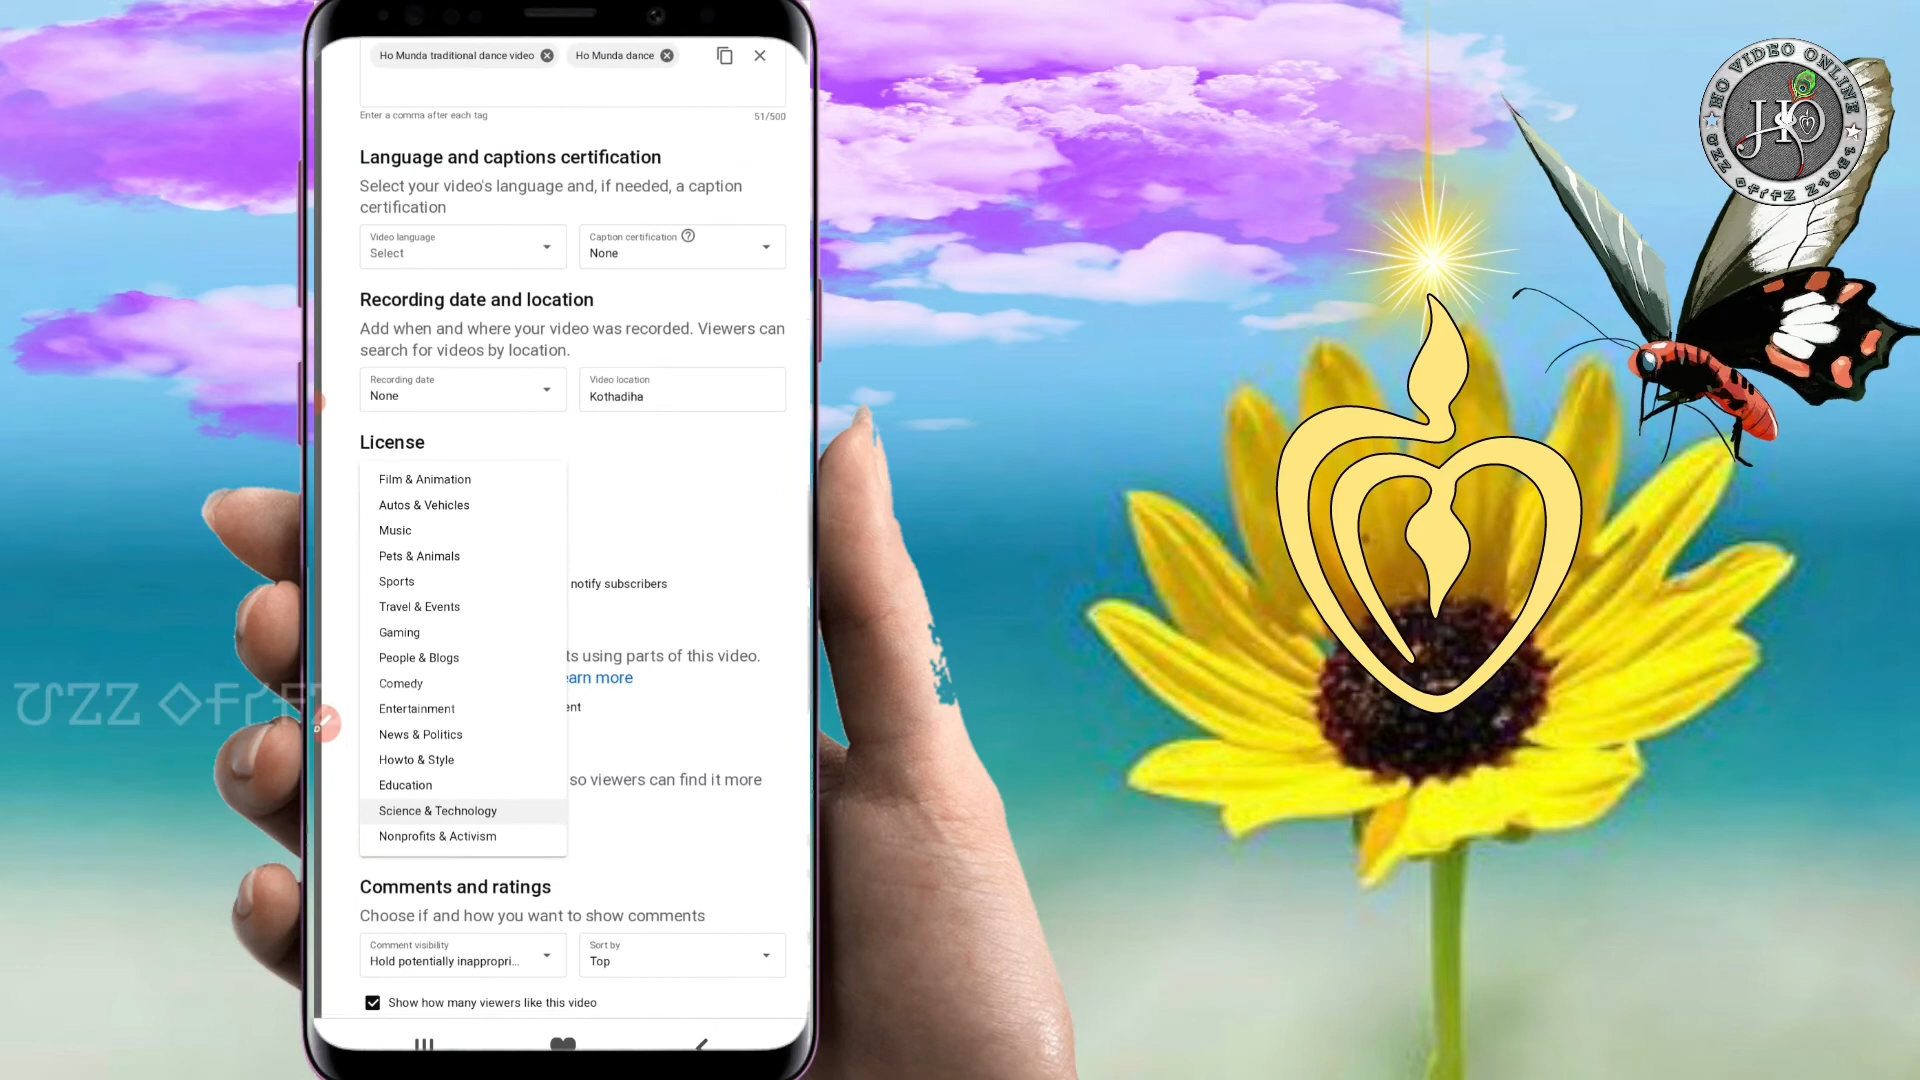 Ho Munda traditional dance video
Ho Munda dance
Enter a comma after each tag
51/500
Language and captions certification
Select your video's language and, if needed, a caption
certification
Video language
Select
Caption certification
None
Recording date and location
Add when and where your video was recorded. Viewers can
search for videos by location.
Recording date
None
Video location
Kothadiha
License
Film & Animation
Autos & Vehicles
Music
Pets & Animals
Sports
Travel & Events
Gaming
People & Blogs
Comedy
Entertainment
News & Politics
Howto & Style
Education
Science & Technology
Nonprofits & Activism
notify subscribers
ts using parts of this video.
earn more
ent
so viewers can find it more
Comments and ratings
Choose if and how you want to show comments
Comment visibility
Hold potentially inappropri...
Sort by
Top
Show how many viewers like this video
HO VIDEO ONLINE